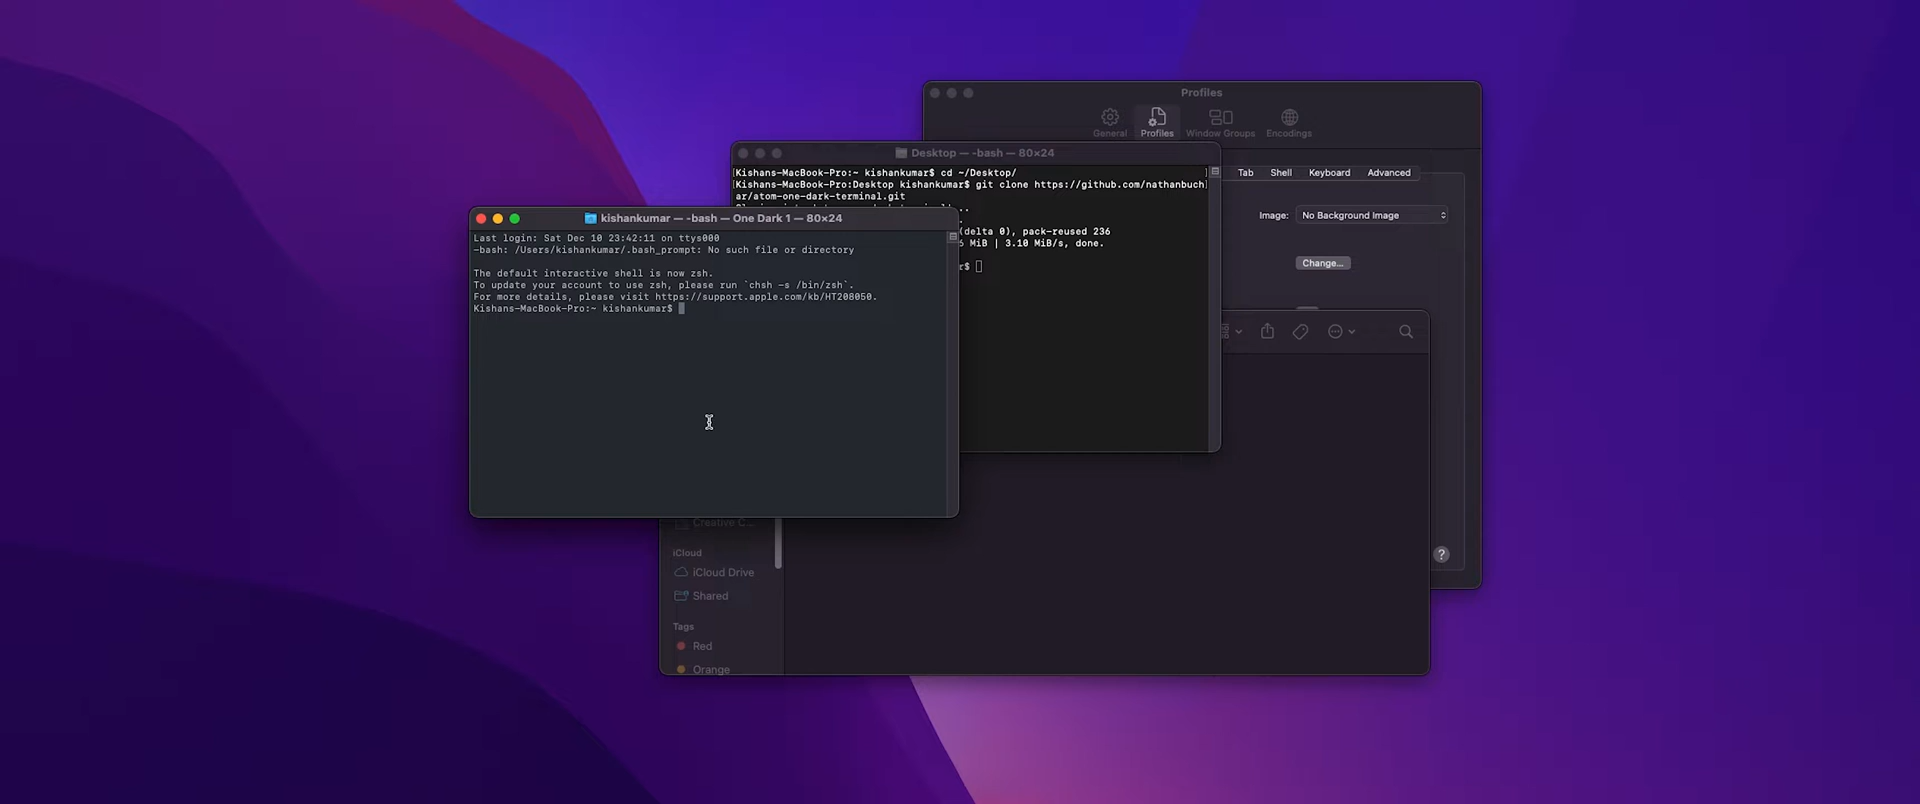 Profiles
General
Profiles
Window Groups
Encodings
Desktop — -bash — 80×24
[Kishans-MacBook-Pro:~ kishankumar$ cd ~/Desktop/ ]
[Kishans-MacBook-Pro:Desktop kishankumar$ git clone https://github.com/nathanbuch]
ar/atom-one-dark-terminal.git
(delta 0), pack-reused 236
MiB | 3.10 MiB/s, done.
$
Tab
Shell
Keyboard
Advanced
Image:
No Background Image
Change...
kishankumar — -bash — One Dark 1 — 80×24
Last login: Sat Dec 10 23:42:11 on ttys000
-bash: /Users/kishankumar/.bash_prompt: No such file or directory
The default interactive shell is now zsh.
To update your account to use zsh, please run `chsh -s /bin/zsh`.
For more details, please visit https://support.apple.com/kb/HT208050.
Kishans-MacBook-Pro:~ kishankumar$
?
Creative C...
iCloud
iCloud Drive
Shared
Tags
Red
Orange